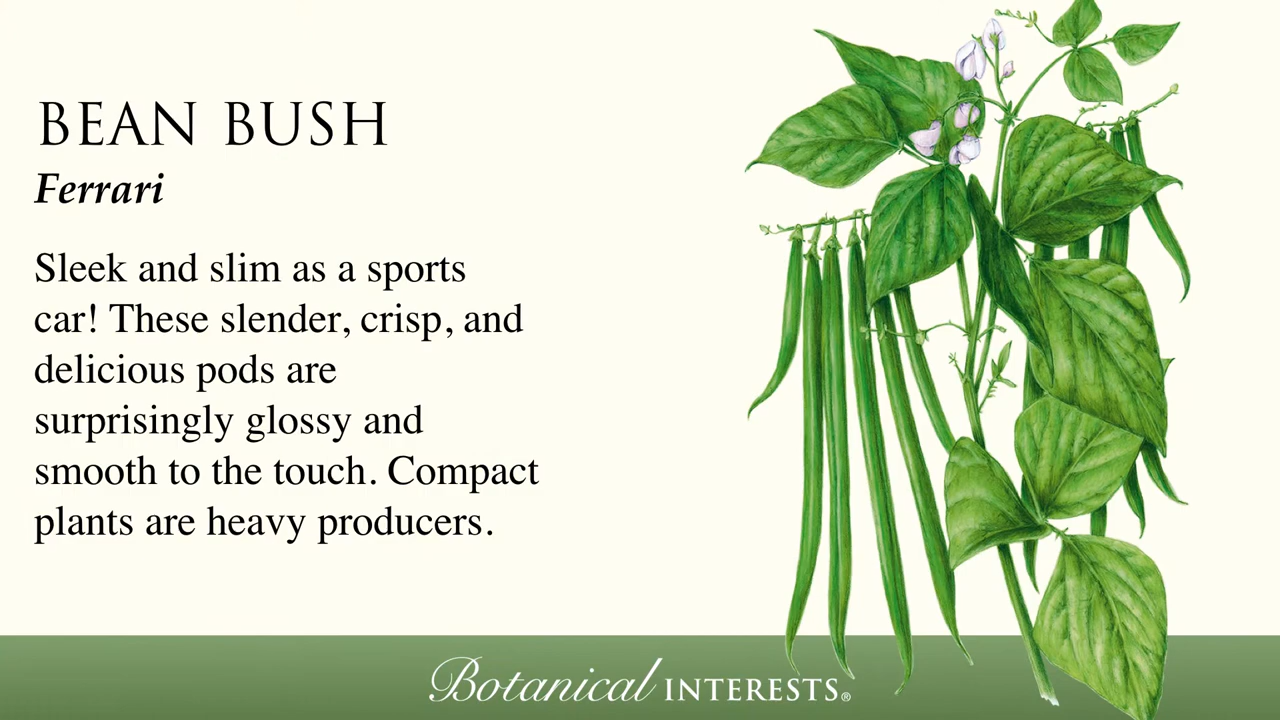 BEAN BUSH
Ferrari
Sleek and slim as a sports
car! These slender, crisp, and
delicious pods are
surprisingly glossy and
smooth to the touch. Compact
plants are heavy producers.
Botanical INTERESTS®